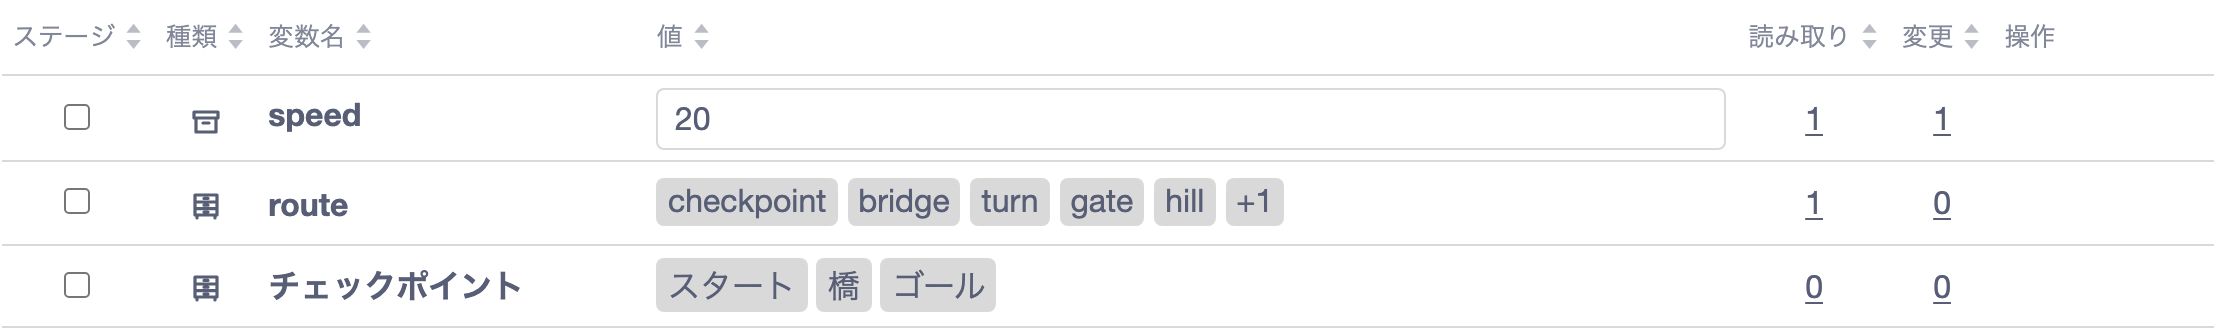 ステージ 種類 変数名 値 読み取り 変更 操作
speed 20 1 1
route checkpoint bridge turn gate hill +1 1 0
チェックポイント スタート 橋 ゴール 0 0